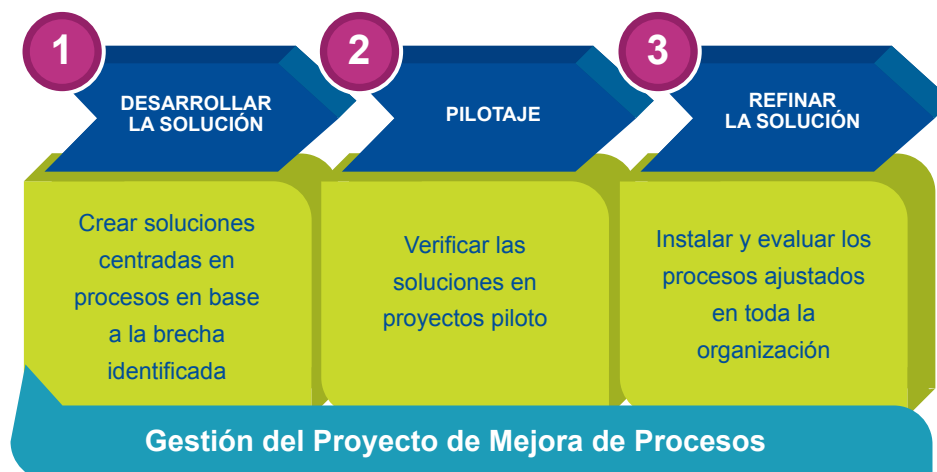 1
DESARROLLAR
LA SOLUCIÓN
Crear soluciones
centradas en
procesos en base
a la brecha
identificada
2
PILOTAJE
Verificar las
soluciones en
proyectos piloto
3
REFINAR
LA SOLUCIÓN
Instalar y evaluar los
procesos ajustados
en toda la
organización
Gestión del Proyecto de Mejora de Procesos